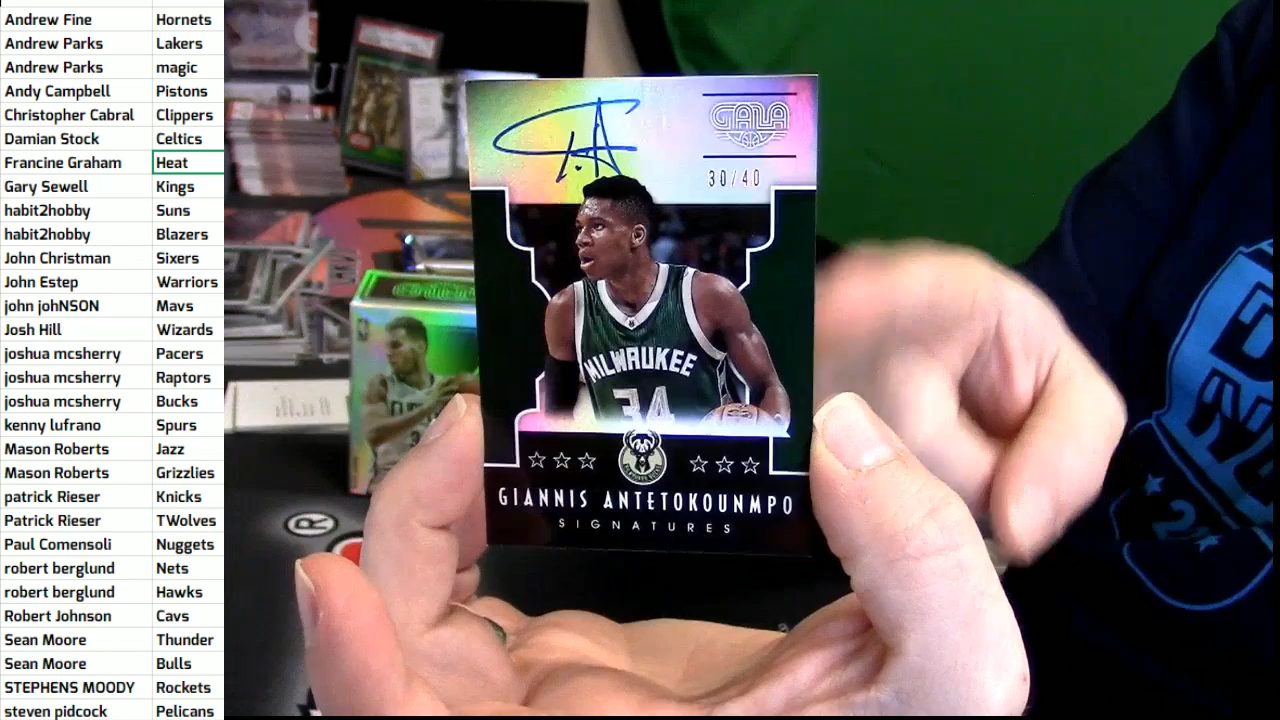 Andrew Fine Hornets
Andrew Parks Lakers
Andrew Parks magic
Andy Campbell Pistons
Christopher Cabral Clippers
Damian Stock Celtics
Francine Graham Heat
Gary Sewell Kings
habit2hobby Suns
habit2hobby Blazers
John Christman Sixers
John Estep Warriors
john johNSON Mavs
Josh Hill Wizards
joshua mcsherry Pacers
joshua mcsherry Raptors
joshua mcsherry Bucks
kenny lufrano Spurs
Mason Roberts Jazz
Mason Roberts Grizzlies
patrick Rieser Knicks
Patrick Rieser TWolves
Paul Comensoli Nuggets
robert berglund Nets
robert berglund Hawks
Robert Johnson Cavs
Sean Moore Thunder
Sean Moore Bulls
STEPHENS MOODY Rockets
steven pidcock Pelicans
GALA
30/40
MILWAUKEE
34
GIANNIS ANTETOKOUNMPO
SIGNATURES
®